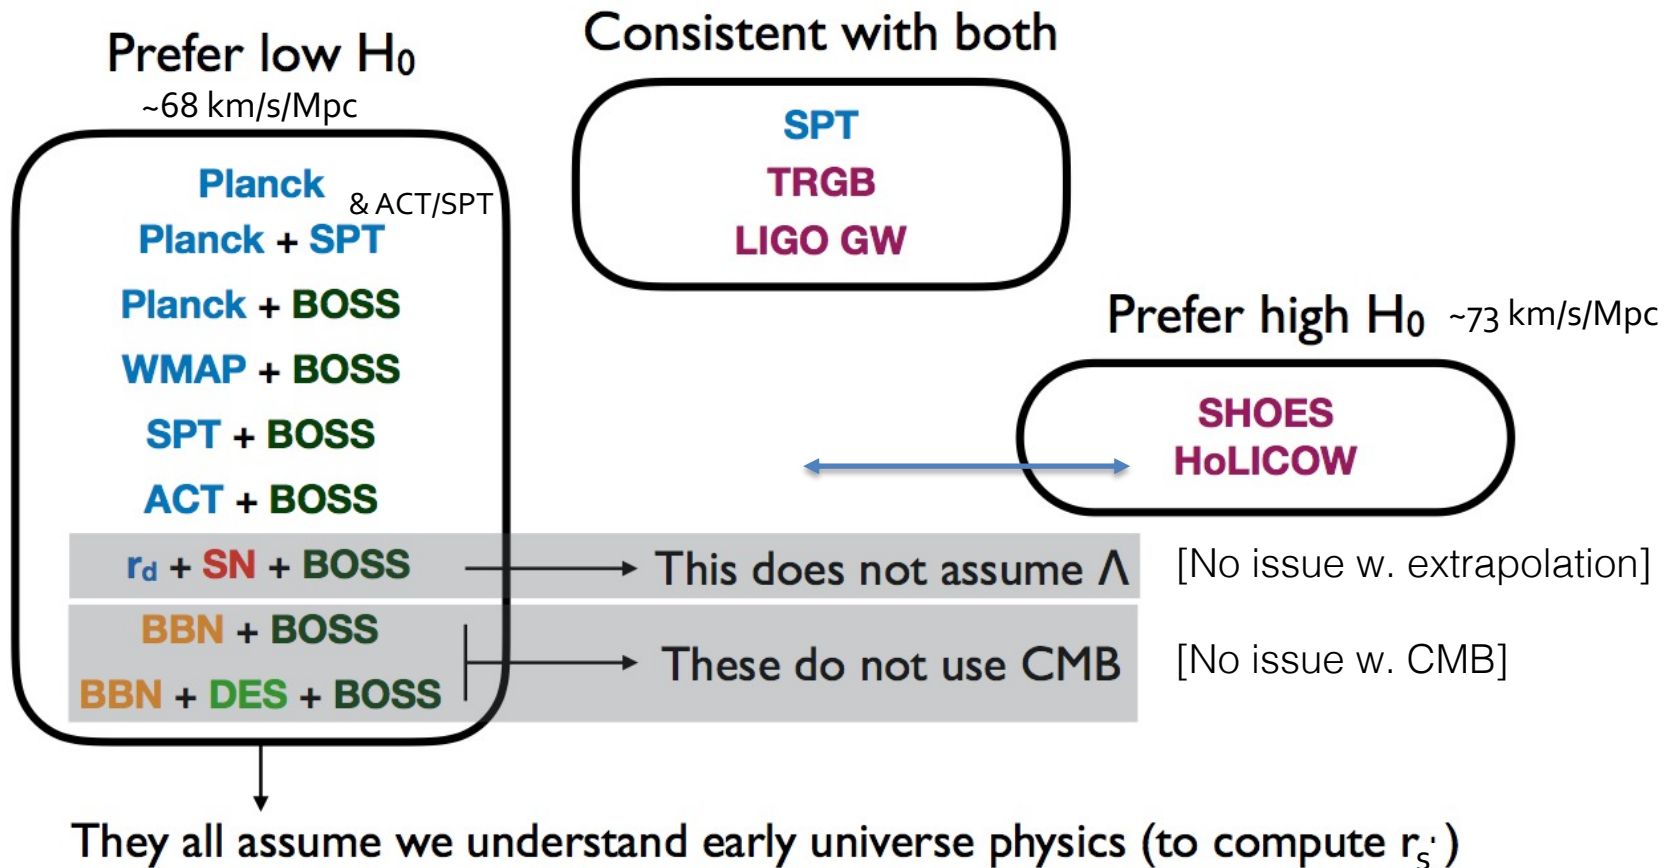 Prefer low H₀
~68 km/s/Mpc
Planck
& ACT/SPT
Planck + SPT
Planck + BOSS
WMAP + BOSS
SPT + BOSS
ACT + BOSS
r_d + SN + BOSS
BBN + BOSS
BBN + DES + BOSS
Consistent with both
SPT
TRGB
LIGO GW
Prefer high H₀ ~73 km/s/Mpc
SHOES
HoLICOW
This does not assume Λ [No issue w. extrapolation]
These do not use CMB [No issue w. CMB]
They all assume we understand early universe physics (to compute r_s)